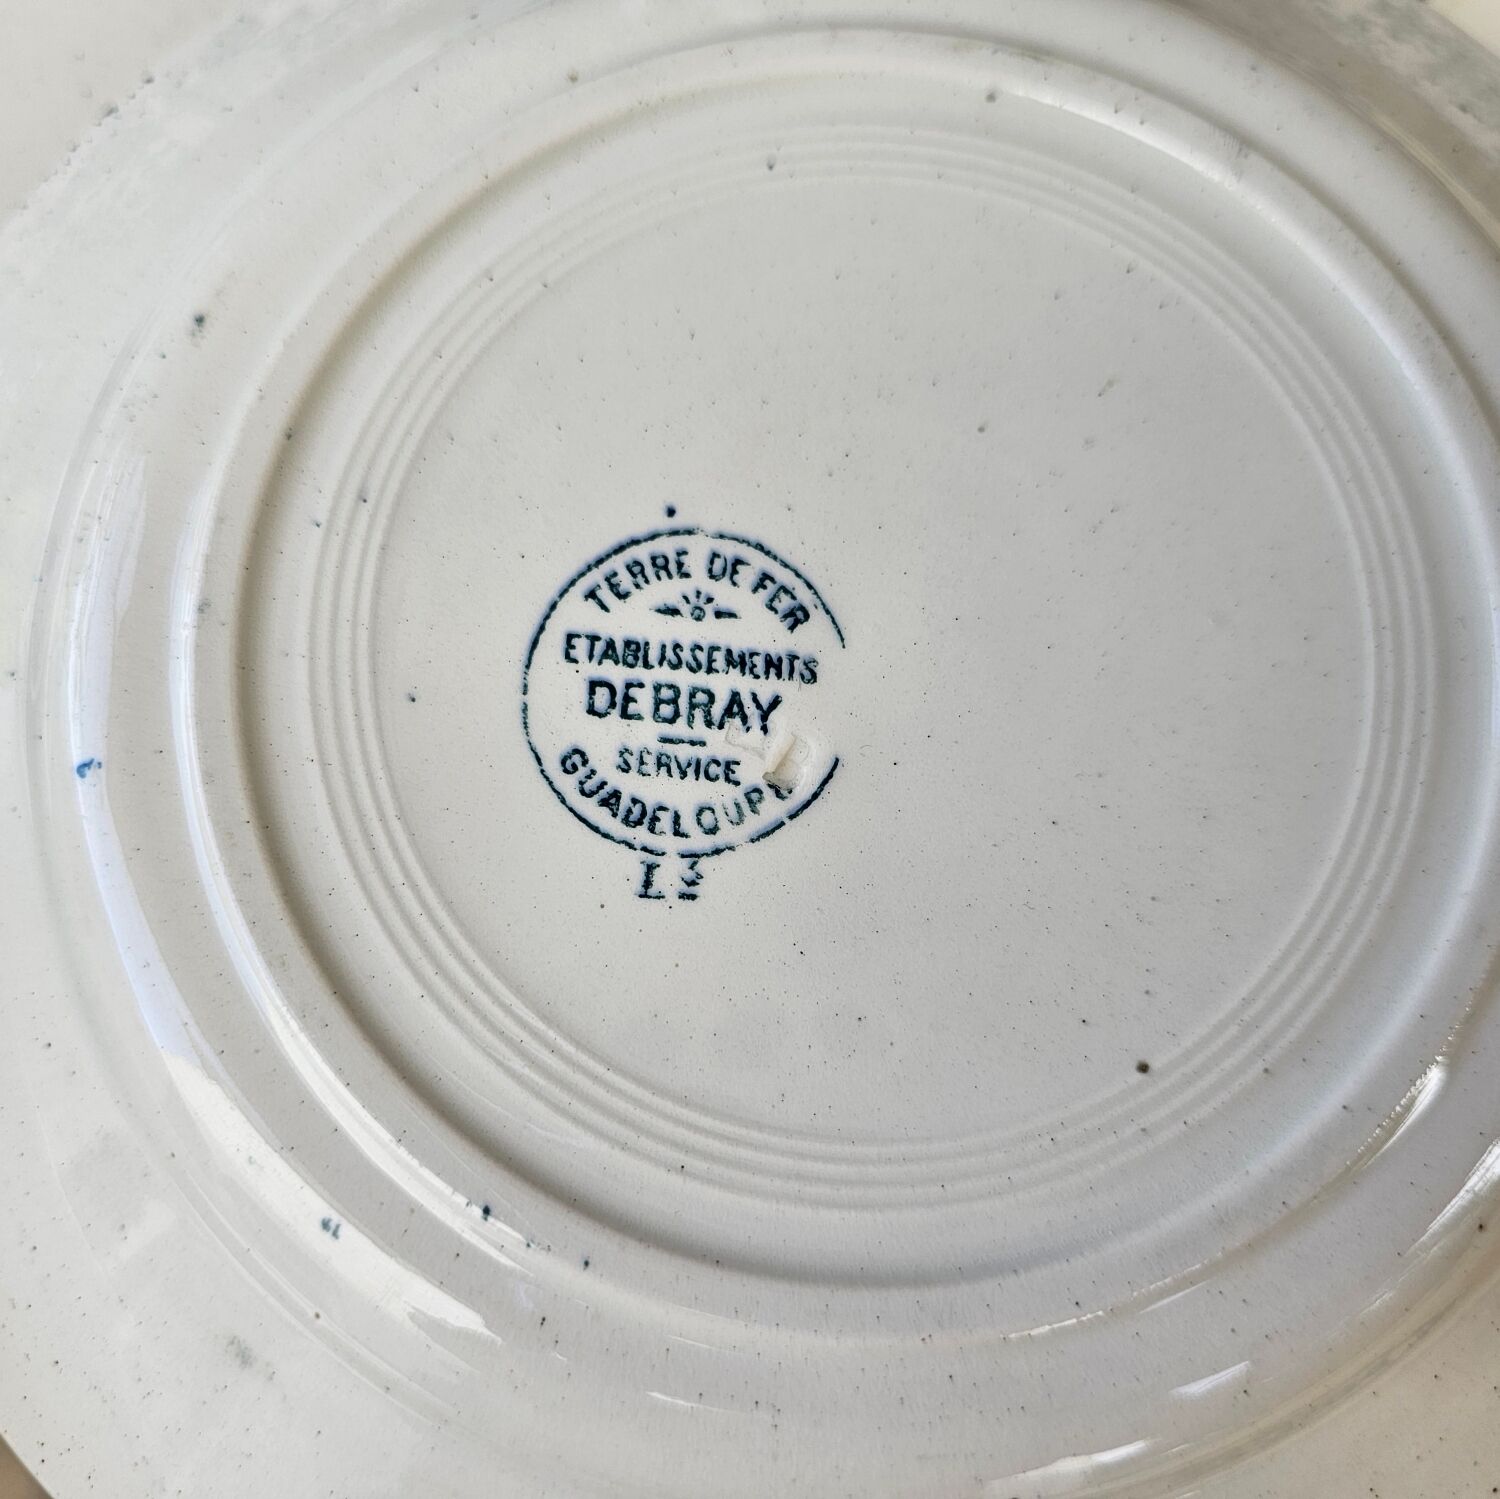 TERRE DE FER
ETABLISSEMENTS
DEBRAY
SERVICE
GUADELOUPE